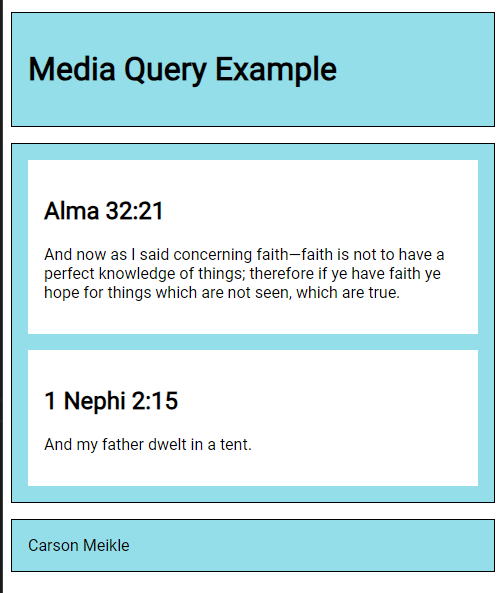 Media Query Example
Alma 32:21
And now as I said concerning faith—faith is not to have a
perfect knowledge of things; therefore if ye have faith ye
hope for things which are not seen, which are true.
1 Nephi 2:15
And my father dwelt in a tent.
Carson Meikle